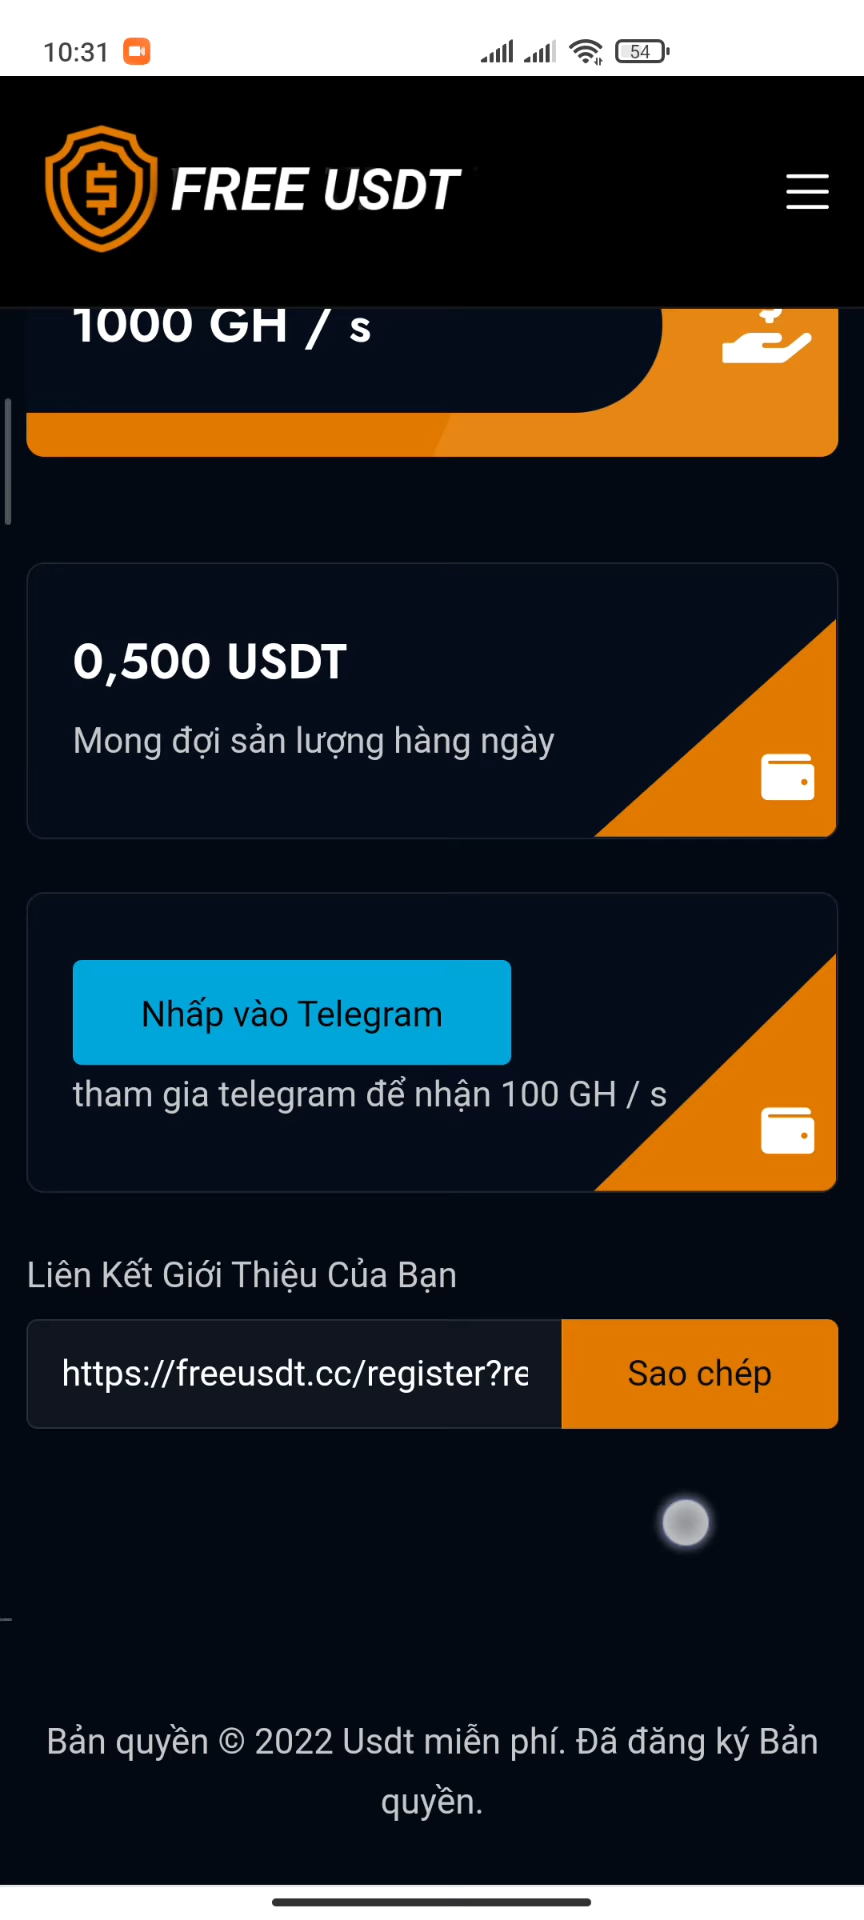 10:31
54
FREE USDT
1000 GH / s
0,500 USDT
Mong đợi sản lượng hàng ngày
Nhấp vào Telegram
tham gia telegram để nhận 100 GH / s
Liên Kết Giới Thiệu Của Bạn
https://freeusdt.cc/register?re
Sao chép
Bản quyền © 2022 Usdt miễn phí. Đã đăng ký Bản
quyền.